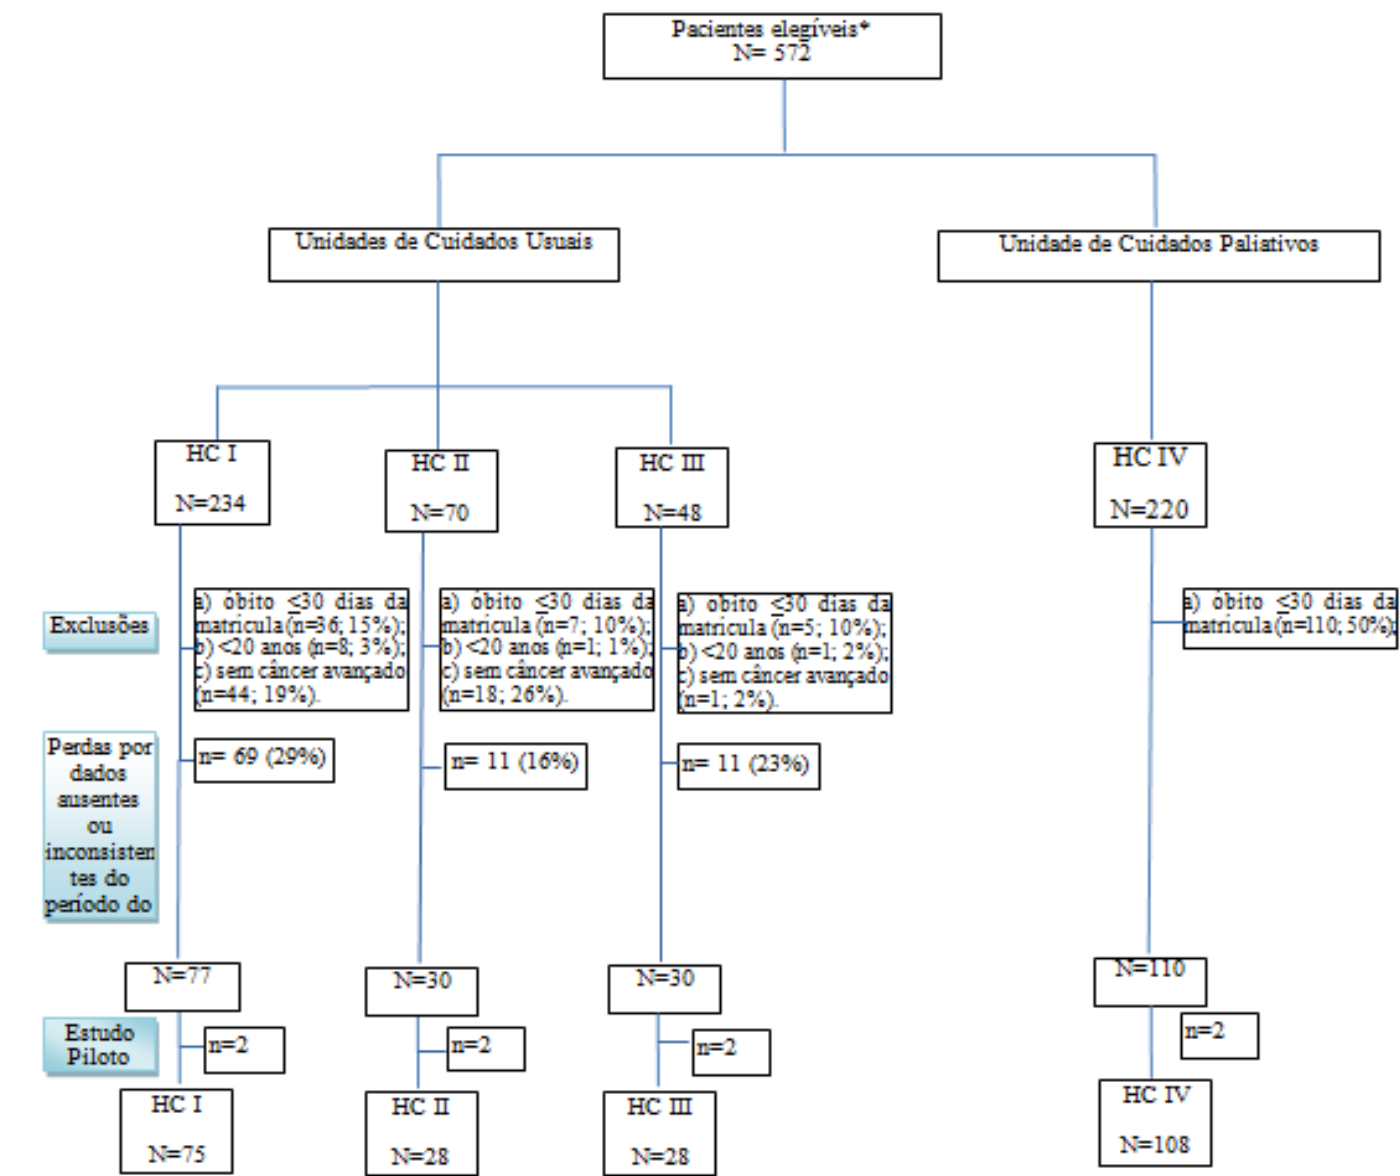 Pacientes elegíveis*
N= 572
Unidades de Cuidados Usuais
Unidade de Cuidados Paliativos
HC I
N=234
HC II
N=70
HC III
N=48
HC IV
N=220
Exclusões
a) óbito ≤30 dias da
matricula (n=36; 15%);
b) <20 anos (n=8; 3%);
c) sem câncer avançado
(n=44; 19%).
a) óbito ≤30 dias da
matricula (n=7; 10%);
b) <20 anos (n=1; 1%);
c) sem câncer avançado
(n=18; 26%).
a) obito ≤30 dias da
matricula (n=5; 10%);
b) <20 anos (n=1; 2%);
c) sem câncer avançado
(n=1; 2%).
a) óbito ≤30 dias da
matricula (n=110; 50%);
Perdas por
dados
ausentes
ou
inconsisten
tes do
período do
n= 69 (29%)
n= 11 (16%)
n= 11 (23%)
N=77
N=30
N=30
N=110
Estudo
Piloto
n=2
n=2
n=2
n=2
HC I
N=75
HC II
N=28
HC III
N=28
HC IV
N=108